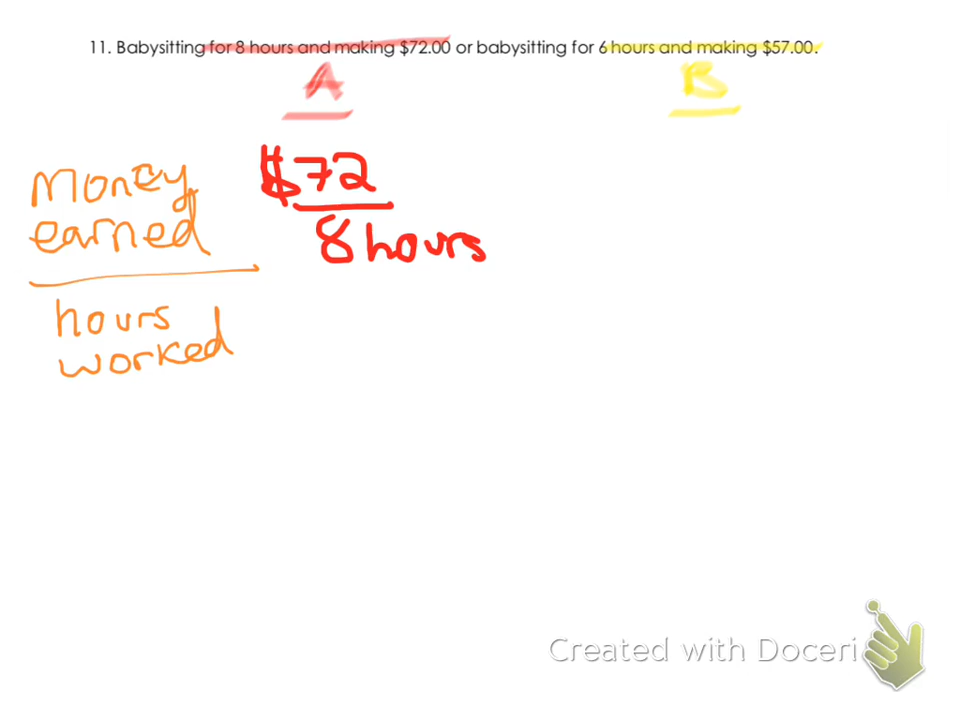 11. Babysitting for 8 hours and making $72.00 or babysitting for 6 hours and making $57.00.
A
B
Money
earned
hours
worked
$72
8 hours
Created with Doceri